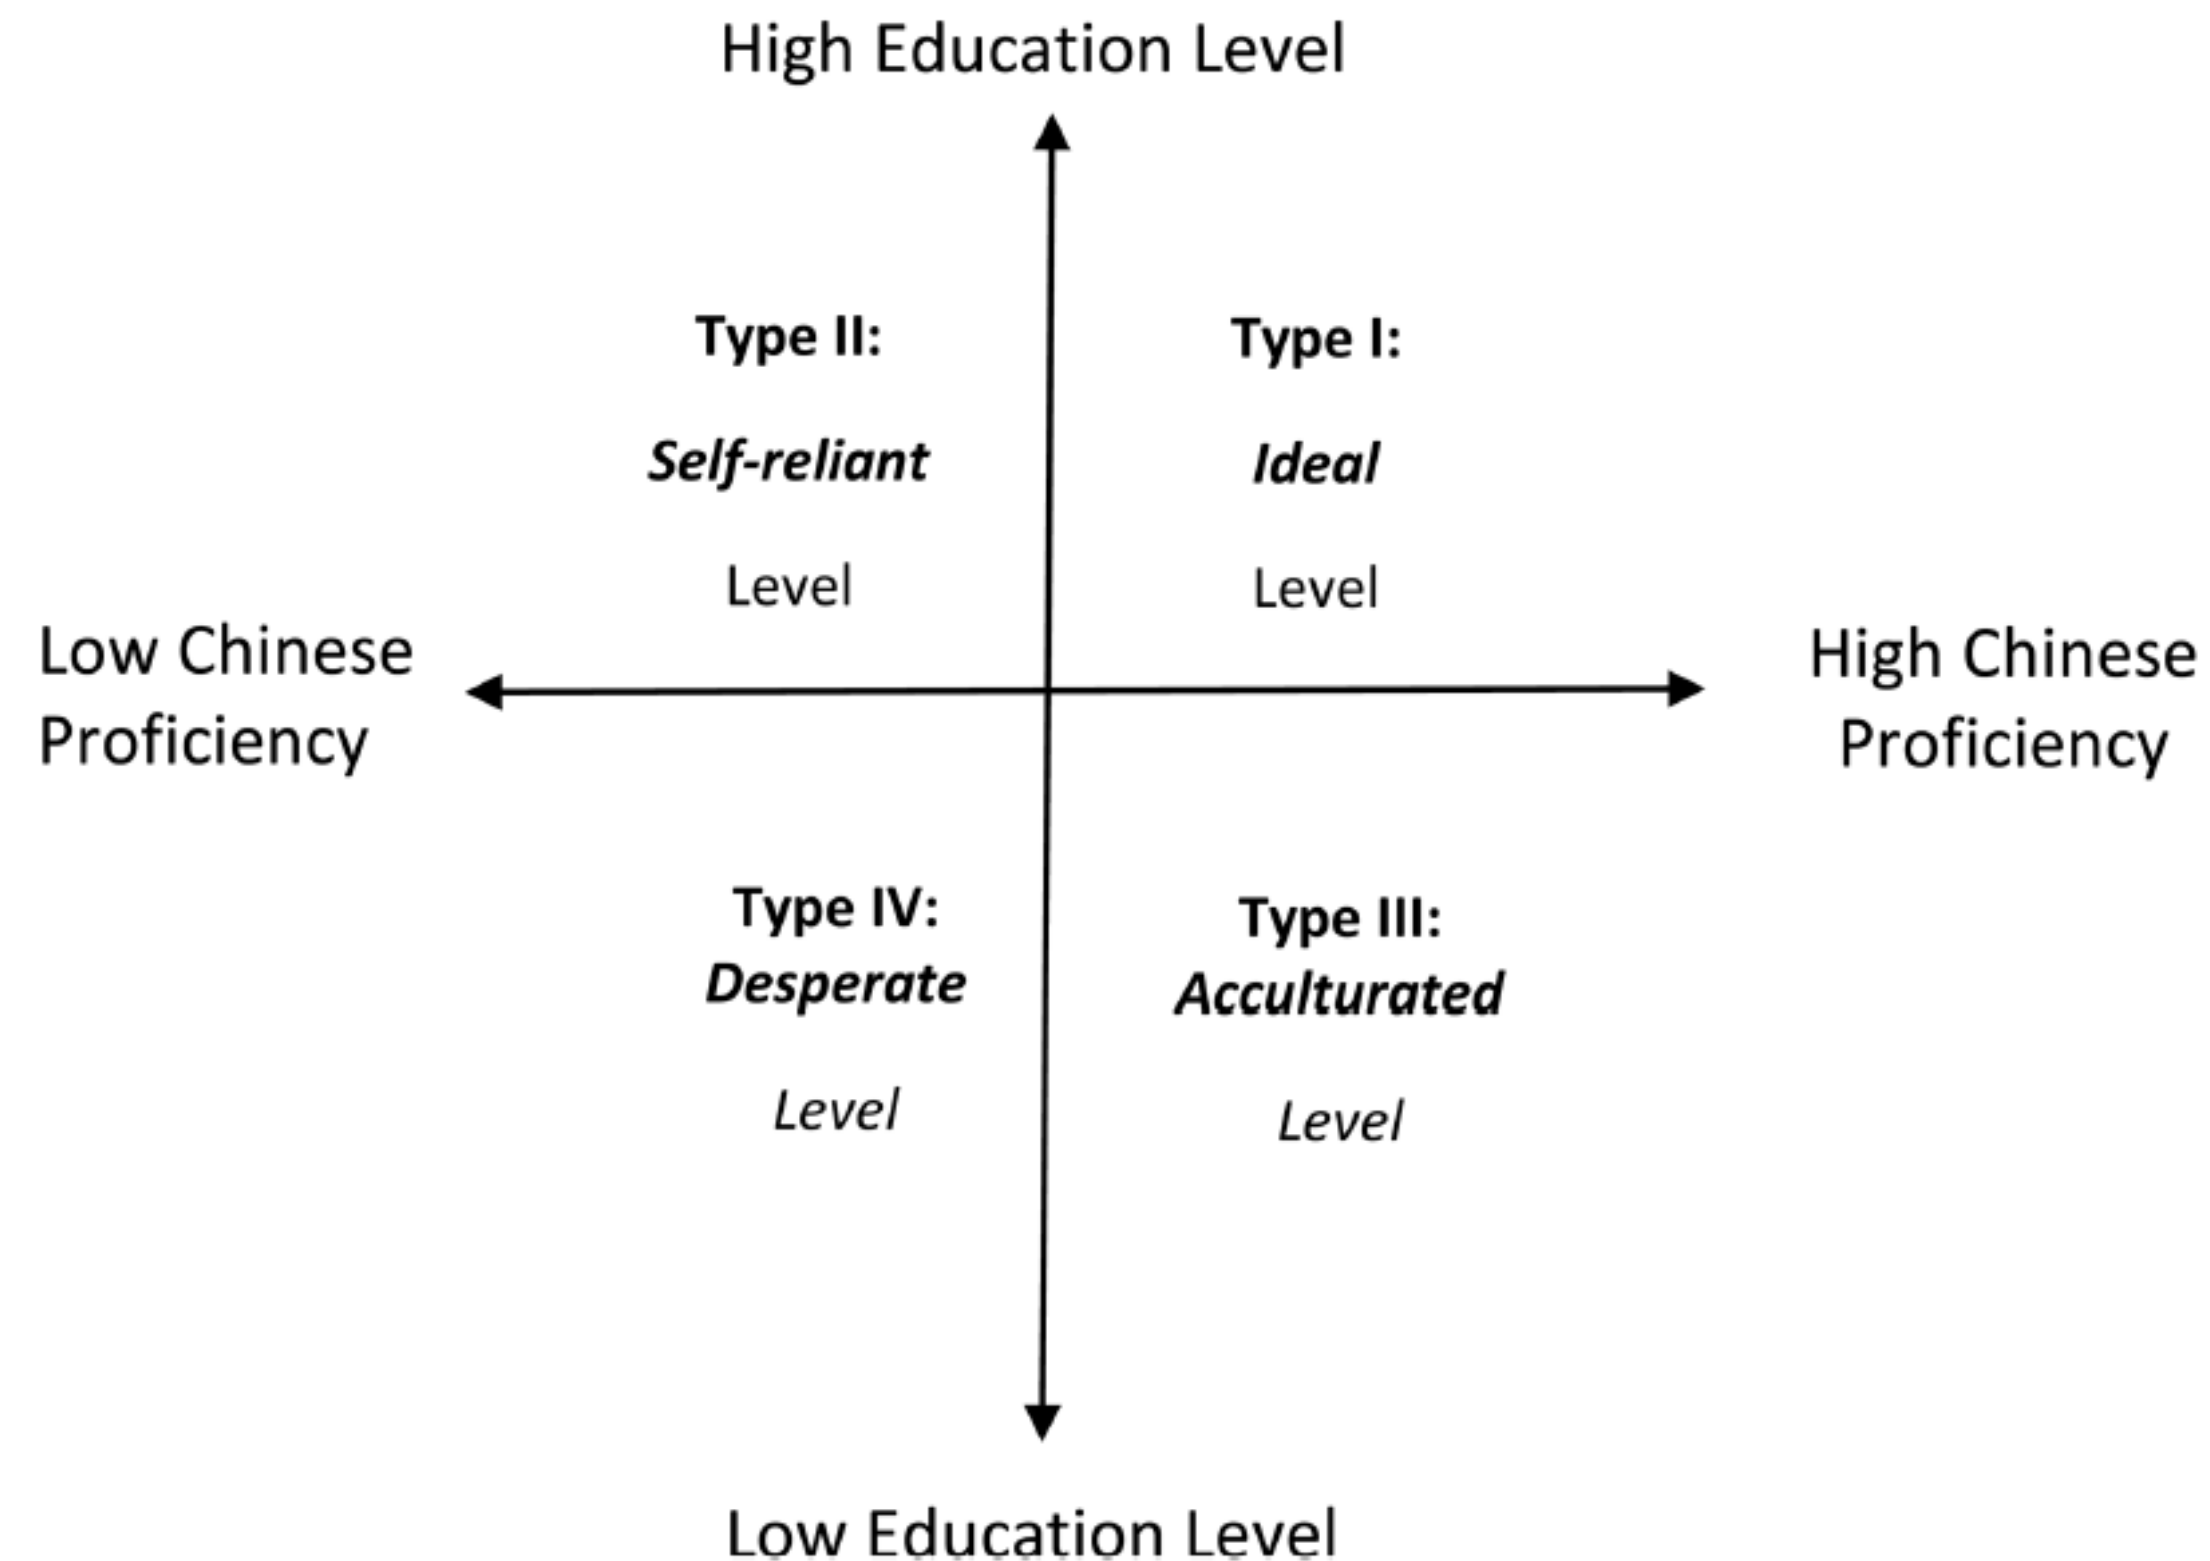 High Education Level
Type II:
Self-reliant
Level
Type I:
Ideal
Level
Low Chinese
Proficiency
High Chinese
Proficiency
Type IV:
Desperate
Level
Type III:
Acculturated
Level
Low Education Level